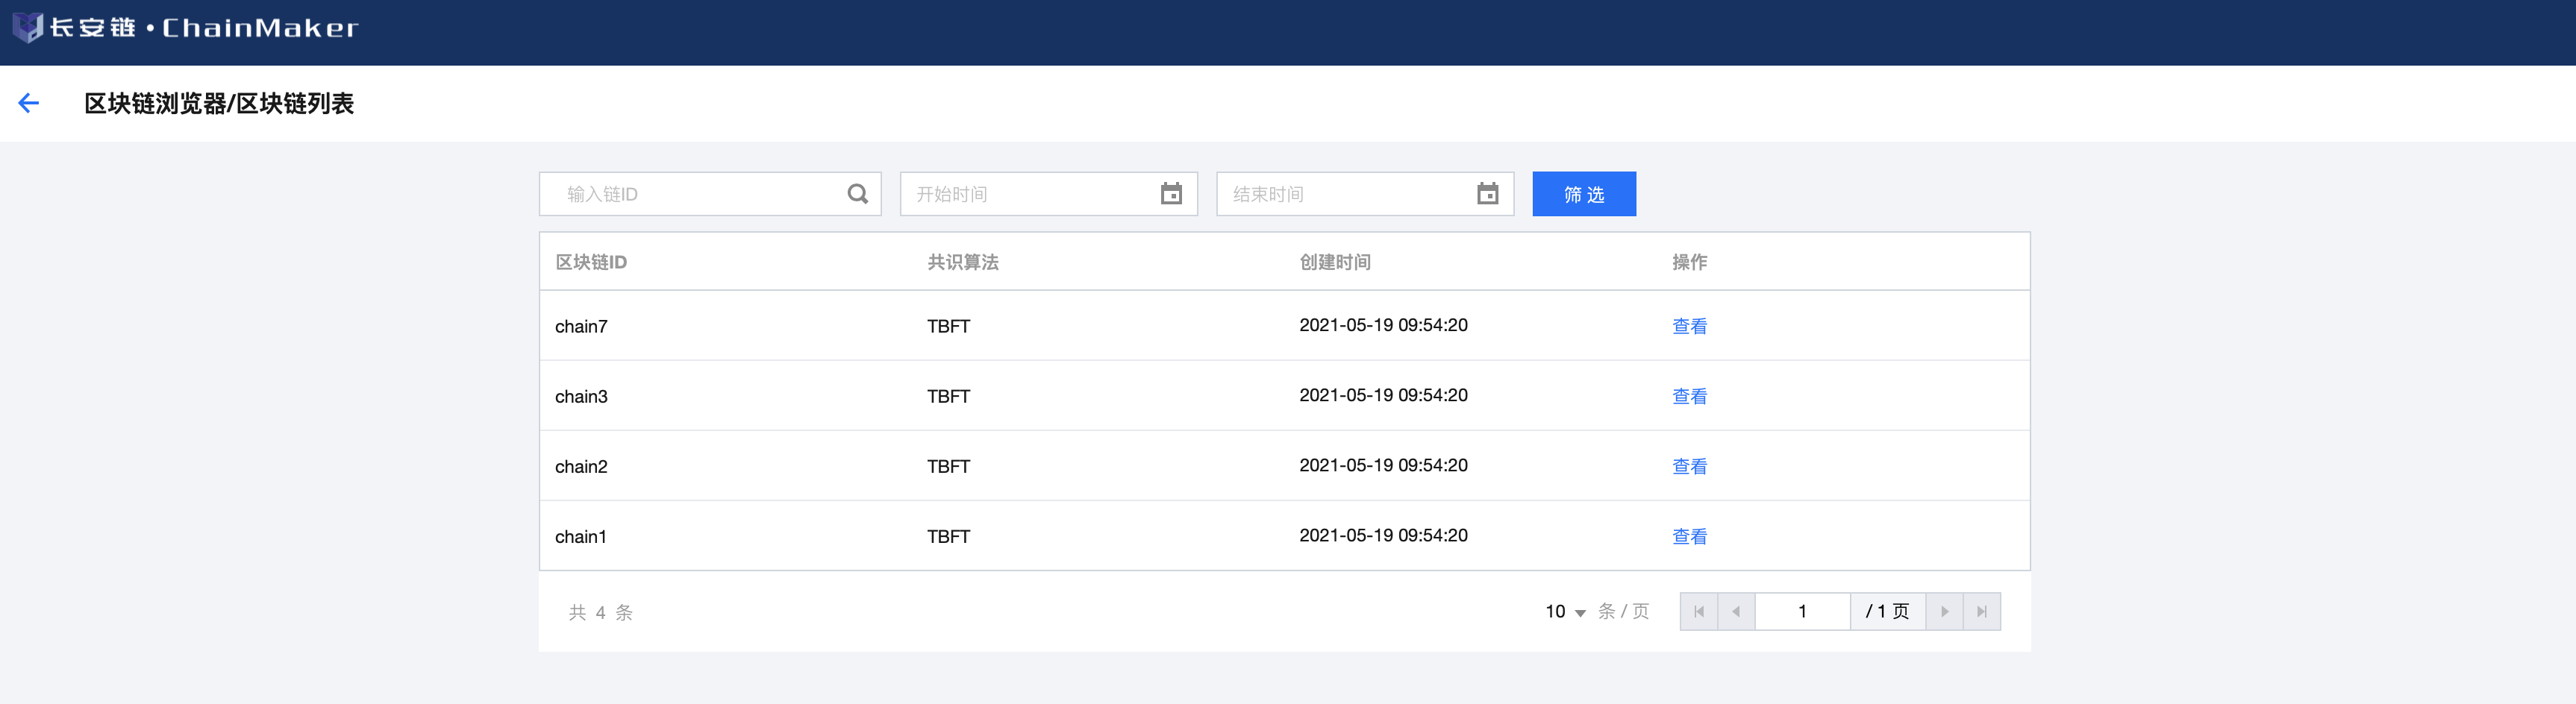 长安链·ChainMaker
区块链浏览器/区块链列表
输入链ID 开始时间 结束时间 筛 选
区块链ID 共识算法 创建时间 操作
chain7 TBFT 2021-05-19 09:54:20 查看
chain3 TBFT 2021-05-19 09:54:20 查看
chain2 TBFT 2021-05-19 09:54:20 查看
chain1 TBFT 2021-05-19 09:54:20 查看
共 4 条 10 条 / 页 1 / 1 页